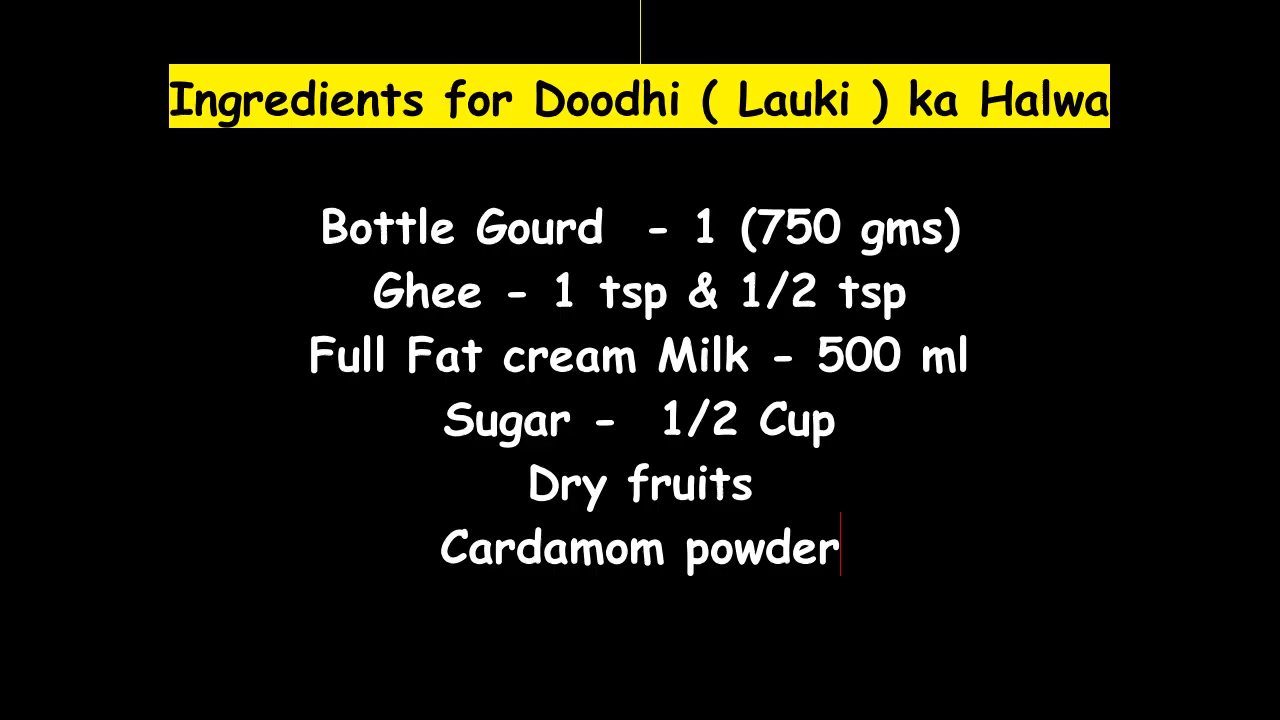 Ingredients for Doodhi ( Lauki ) ka Halwa
Bottle Gourd  - 1 (750 gms)
Ghee - 1 tsp & 1/2 tsp
Full Fat cream Milk - 500 ml
Sugar -  1/2 Cup
Dry fruits
Cardamom powder